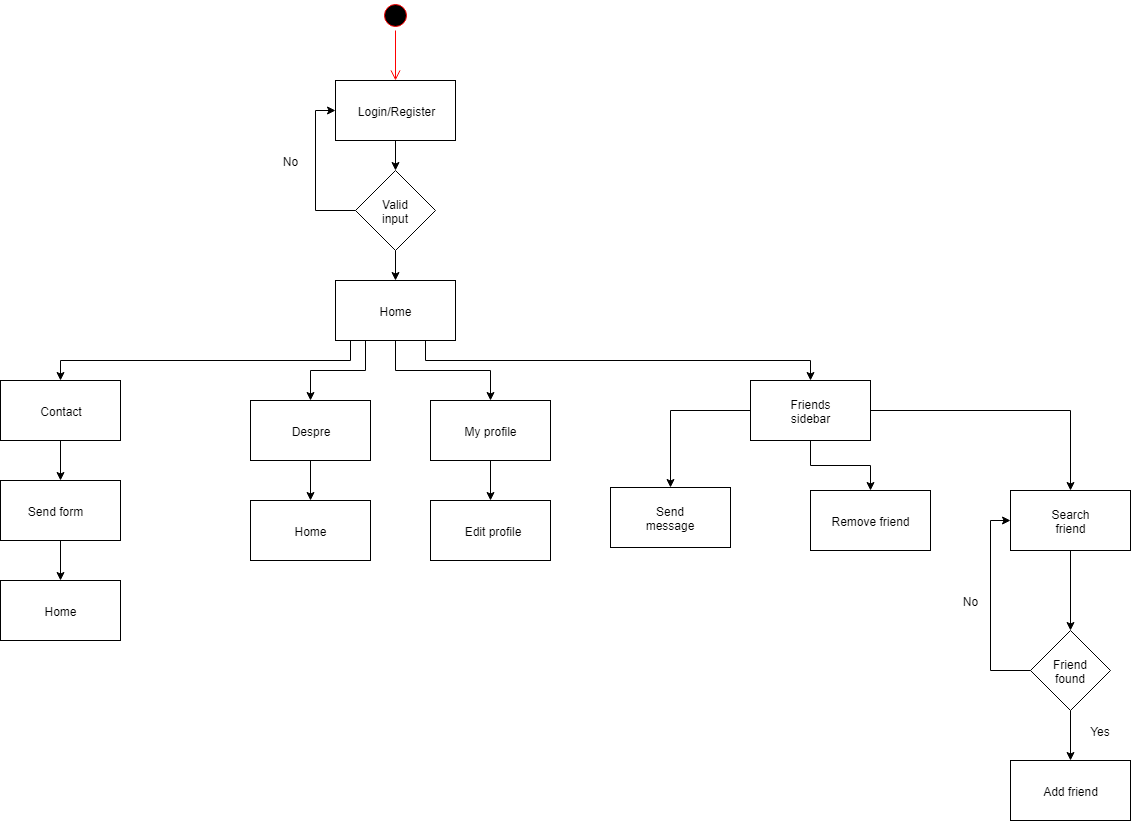 Login/Register
No
Valid
input
Home
Contact
Despre
My profile
Friends
sidebar
Send form
Home
Edit profile
Send
message
Remove friend
Search
friend
Home
No
Friend
found
Yes
Add friend